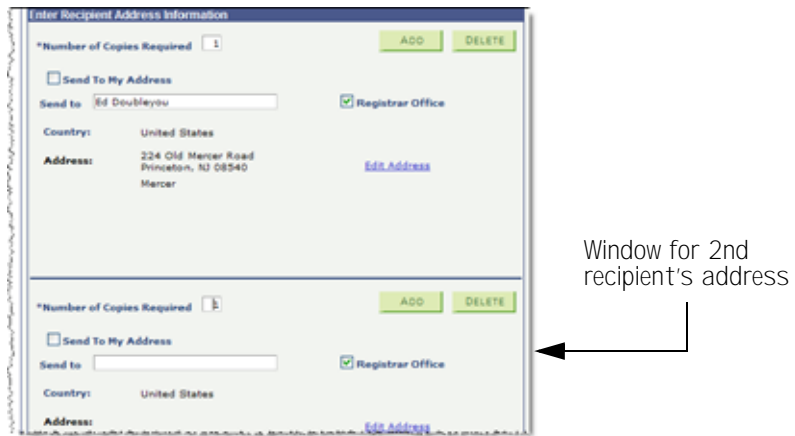 Enter Recipient Address Information
*Number of Copies Required 1 ADD DELETE
Send To My Address
Send to Ed Doubleyou Registrar Office
Country: United States
Address: 224 Old Mercer Road
Princeton, NJ 08540 Edit Address
Mercer
Window for 2nd
recipient's address
*Number of Copies Required 1 ADD DELETE
Send To My Address
Send to Registrar Office
Country: United States
Address: Edit Address